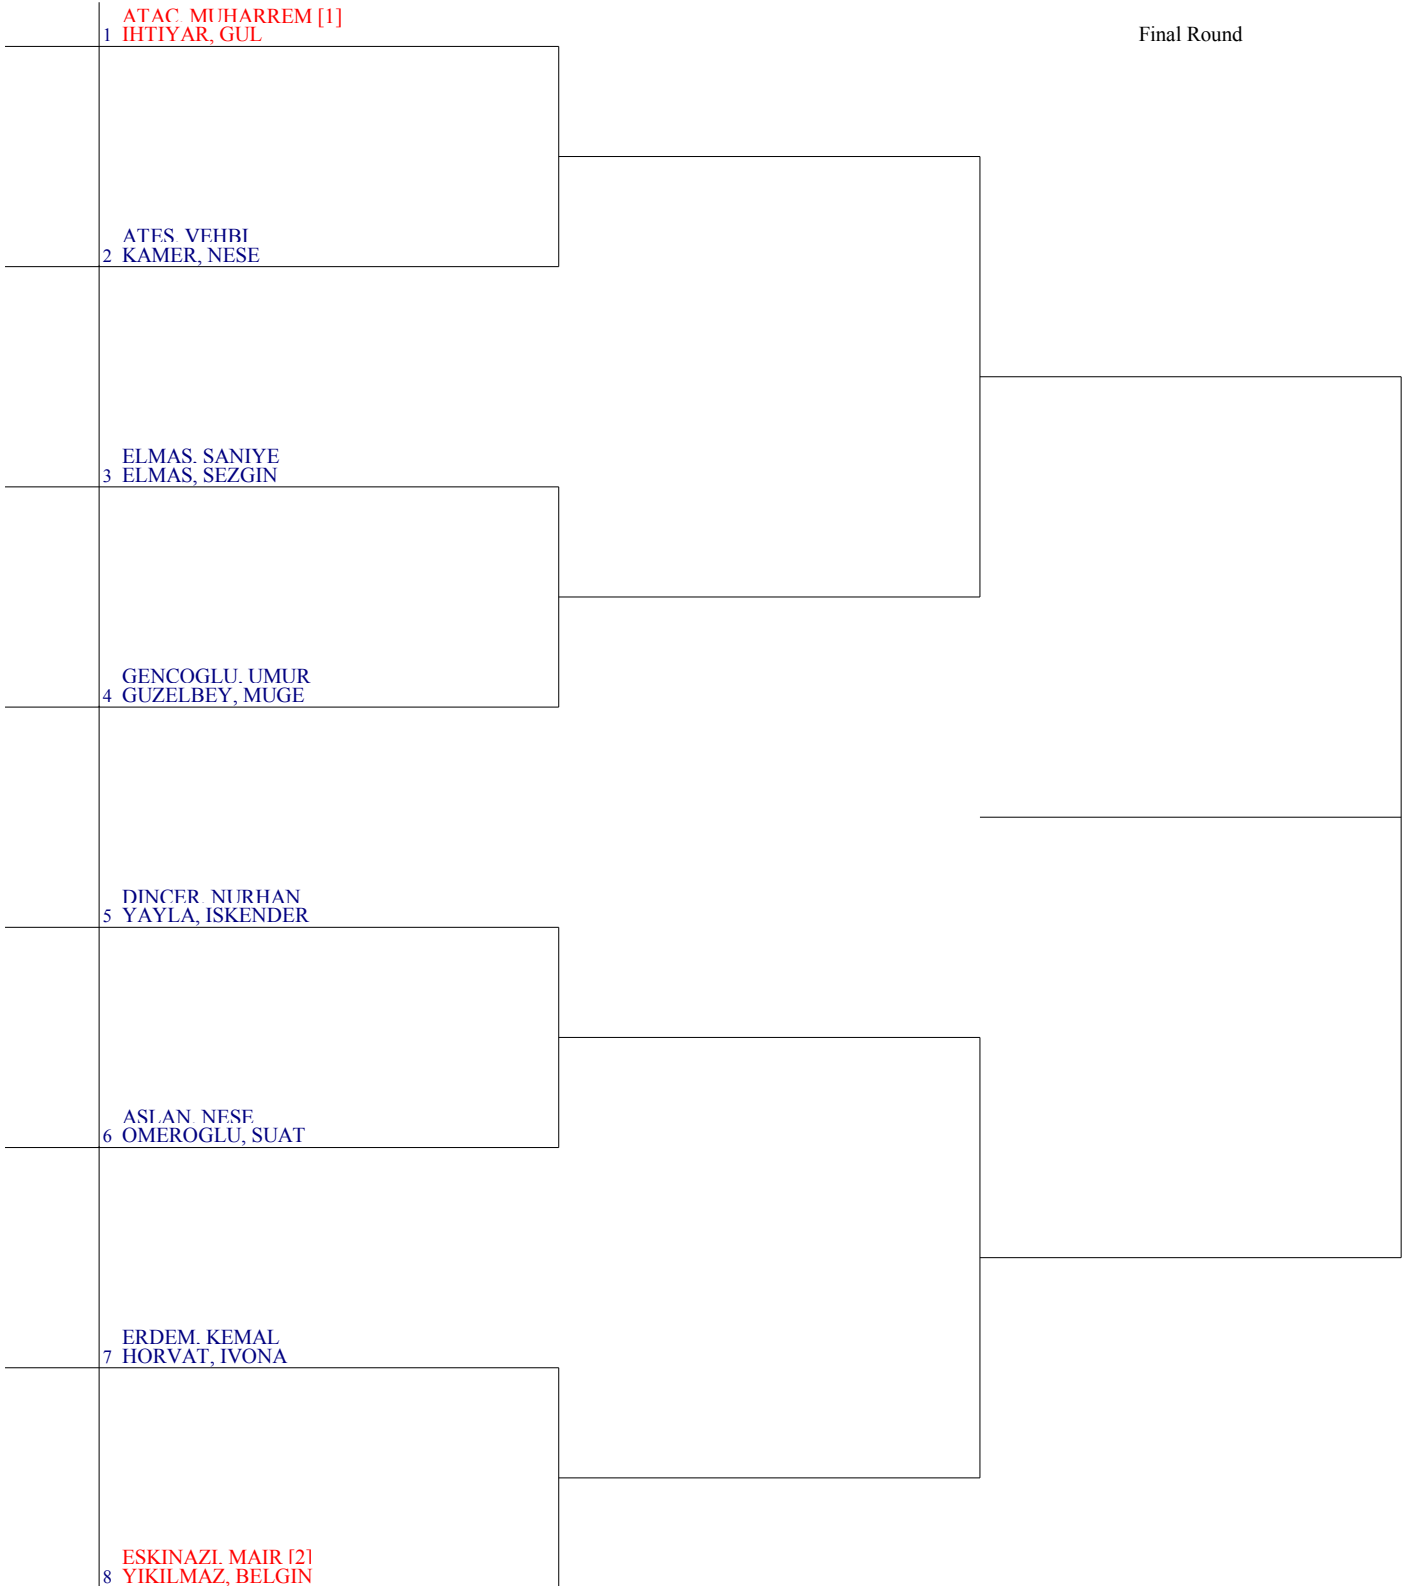 ATAC, MUHARREM [1]
1 IHTIYAR, GUL
Final Round
ATES, VEHBI
2 KAMER, NESE
ELMAS, SANIYE
3 ELMAS, SEZGIN
GENCOGLU, UMUR
4 GUZELBEY, MUGE
DINCER, NURHAN
5 YAYLA, ISKENDER
ASLAN, NESE
6 OMEROGLU, SUAT
ERDEM, KEMAL
7 HORVAT, IVONA
ESKINAZI, MAIR [2]
8 YIKILMAZ, BELGIN